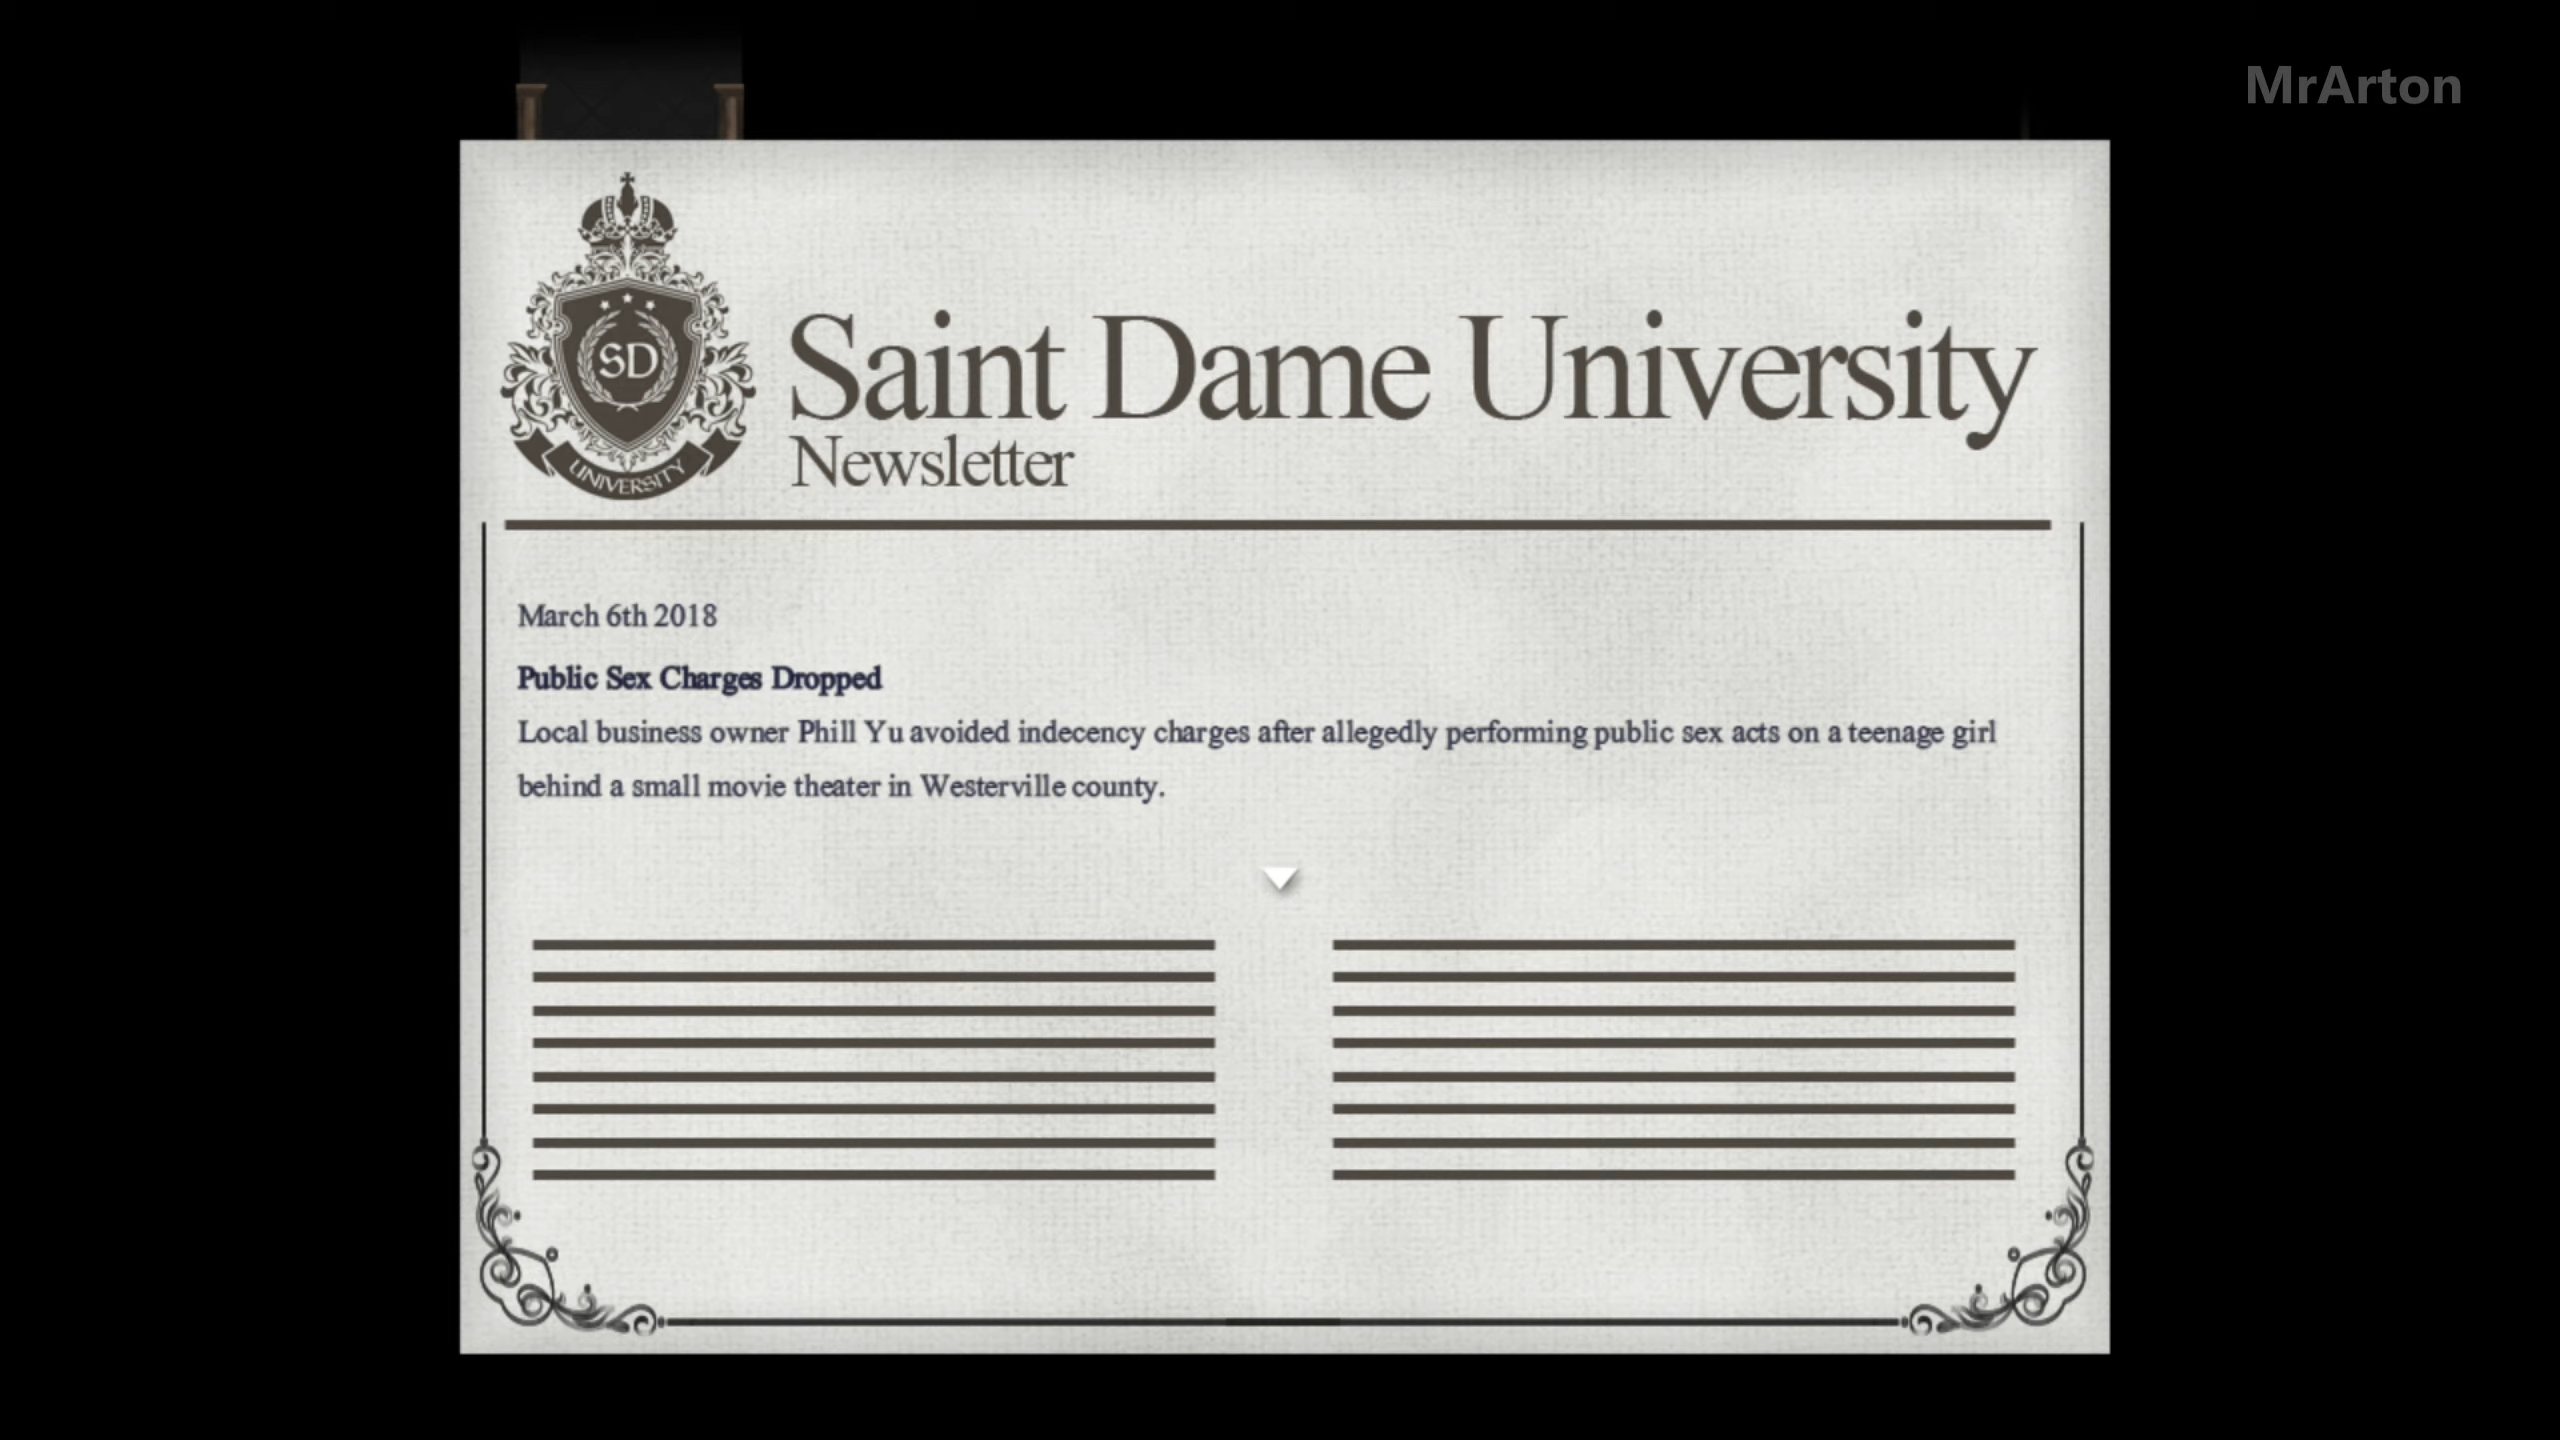 MrArton
SD
UNIVERSITY
Saint Dame University
Newsletter
March 6th 2018
Public Sex Charges Dropped
Local business owner Phill Yu avoided indecency charges after allegedly performing public sex acts on a teenage girl
behind a small movie theater in Westerville county.